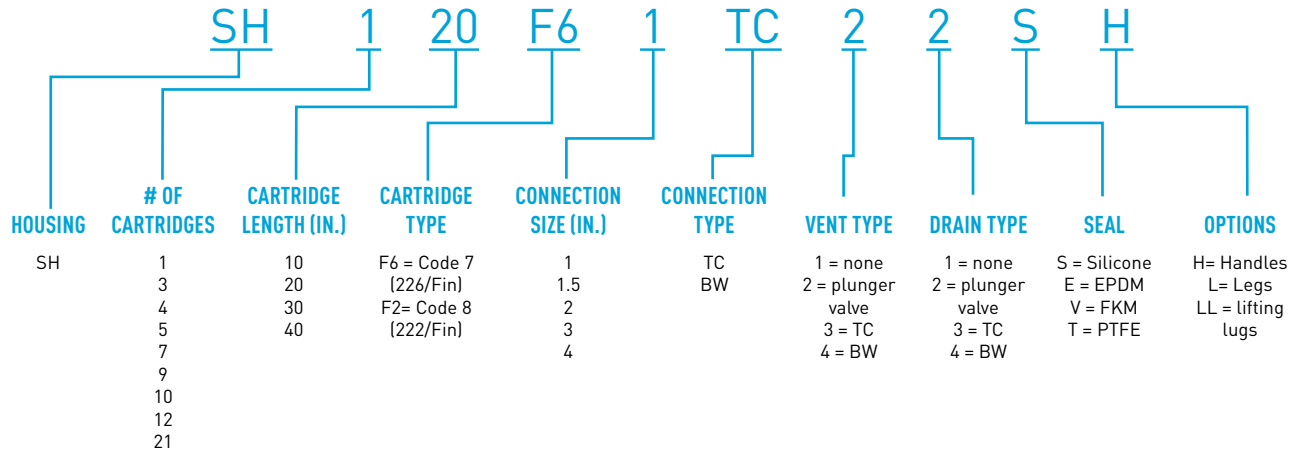 SH 1 20 F6 1 TC 2 2 S H
HOUSING
SH
# OF
CARTRIDGES
1
3
4
5
7
9
10
12
21
CARTRIDGE
LENGTH (IN.)
10
20
30
40
CARTRIDGE
TYPE
F6 = Code 7
(226/Fin)
F2= Code 8
(222/Fin)
CONNECTION
SIZE (IN.)
1
1.5
2
3
4
CONNECTION
TYPE
TC
BW
VENT TYPE
1 = none
2 = plunger
valve
3 = TC
4 = BW
DRAIN TYPE
1 = none
2 = plunger
valve
3 = TC
4 = BW
SEAL
S = Silicone
E = EPDM
V = FKM
T = PTFE
OPTIONS
H= Handles
L= Legs
LL = lifting
lugs